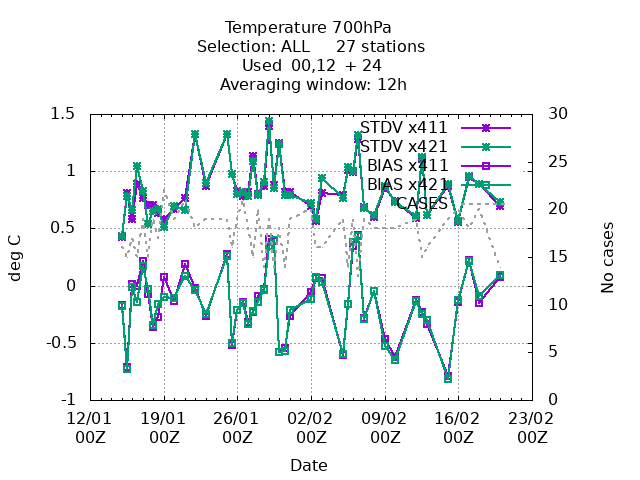 Temperature 700hPa
Selection: ALL 27 stations
Used 00,12 + 24
Averaging window: 12h
1.5
1
0.5
0
-0.5
-1
30
25
20
15
10
5
0
STDV x411
STDV x421
BIAS x411
BIAS x421
CASES
deg C
No cases
12/01 19/01 26/01 02/02 09/02 16/02 23/02
00Z 00Z 00Z 00Z 00Z 00Z 00Z
Date